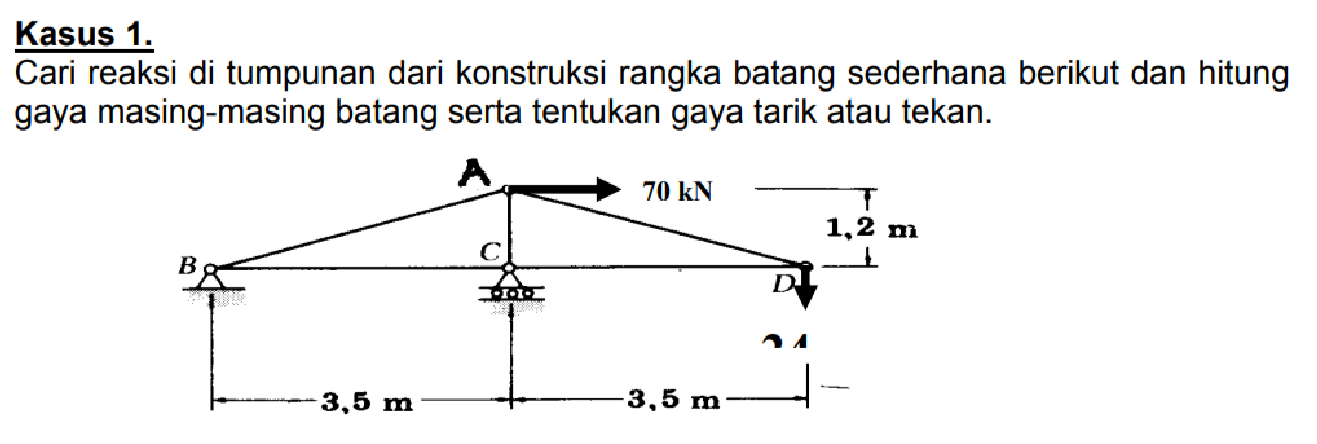 Kasus 1.
Cari reaksi di tumpunan dari konstruksi rangka batang sederhana berikut dan hitung
gaya masing-masing batang serta tentukan gaya tarik atau tekan.
A
70 kN
1,2 m
C
B
D
3,5 m
3,5 m